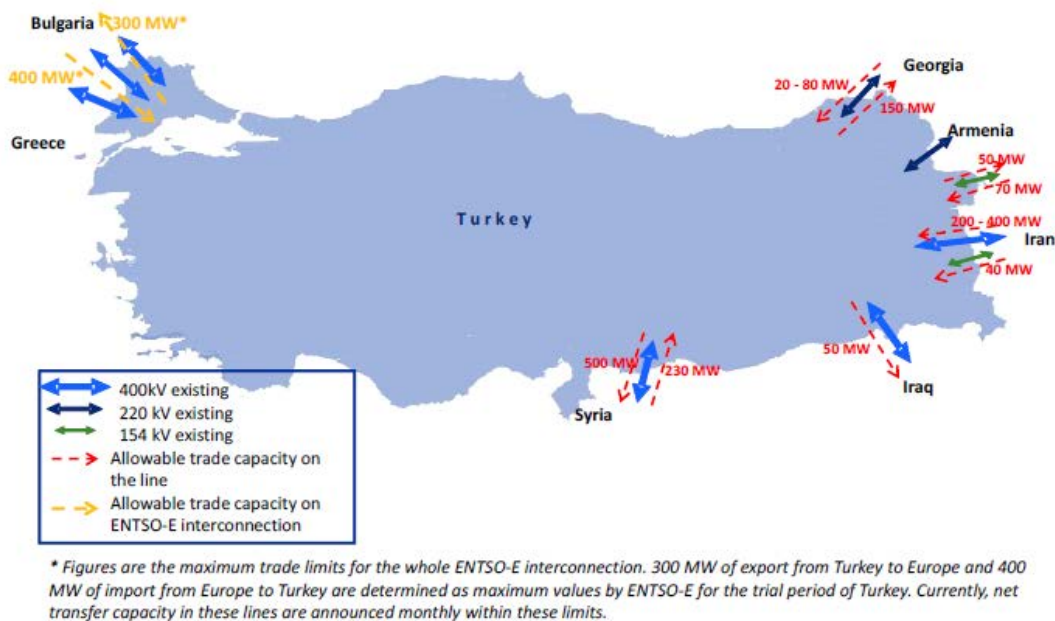 Bulgaria
300 MW*
400 MW*
Greece
Georgia
20 - 80 MW
150 MW
Armenia
50 MW
70 MW
Turkey
200 - 400 MW
Iran
40 MW
50 MW
Iraq
500 MW
230 MW
Syria
400kV existing
220 kV existing
154 kV existing
Allowable trade capacity on
the line
Allowable trade capacity on
ENTSO-E interconnection
* Figures are the maximum trade limits for the whole ENTSO-E interconnection. 300 MW of export from Turkey to Europe and 400
MW of import from Europe to Turkey are determined as maximum values by ENTSO-E for the trial period of Turkey. Currently, net
transfer capacity in these lines are announced monthly within these limits.